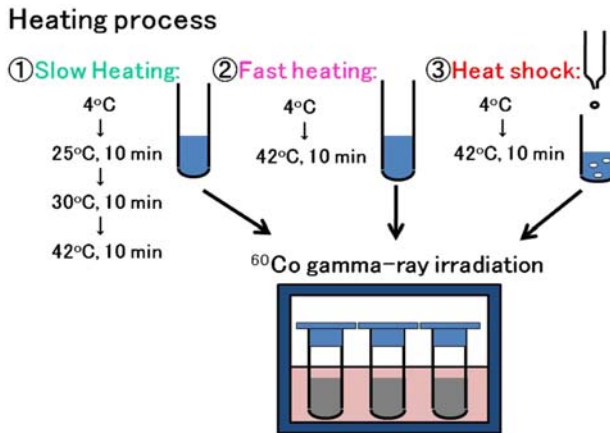 Heating process
①Slow Heating:
4°C
↓
25°C, 10 min
↓
30°C, 10 min
↓
42°C, 10 min
②Fast heating:
4°C
↓
42°C, 10 min
③Heat shock:
4°C
↓
42°C, 10 min
⁶⁰Co gamma-ray irradiation